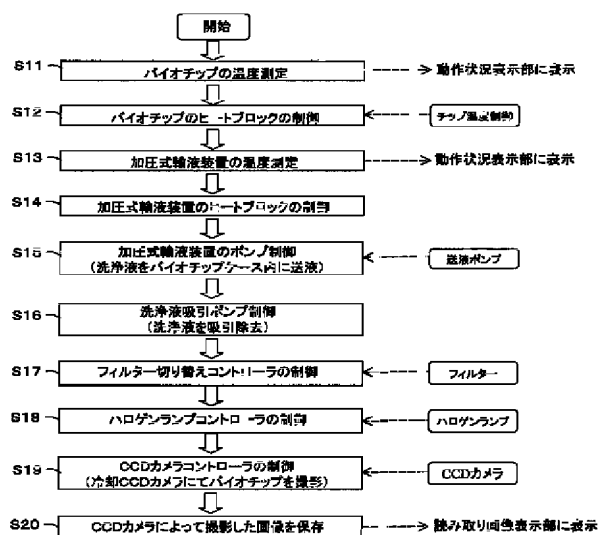 開始
S11 バイオチップの温度測定 動作状況表示部に表示
S12 バイオチップのヒートブロックの制御 チップ温度制御
S13 加圧式輸液装置の温度測定 動作状況表示部に表示
S14 加圧式輸液装置のヒートブロックの制御
S15 加圧式輸液装置のポンプ制御
(洗浄液をバイオチップケース内に送液) 送液ポンプ
S16 洗浄液吸引ポンプ制御
(洗浄液を吸引除去)
S17 フィルター切り替えコントローラの制御 フィルター
S18 ハロゲンランプコントローラの制御 ハロゲンランプ
S19 CCDカメラコントローラの制御
(冷却CCDカメラにてバイオチップを撮影) CCDカメラ
S20 CCDカメラによって撮影した画像を保存 読み取り画像表示部に表示